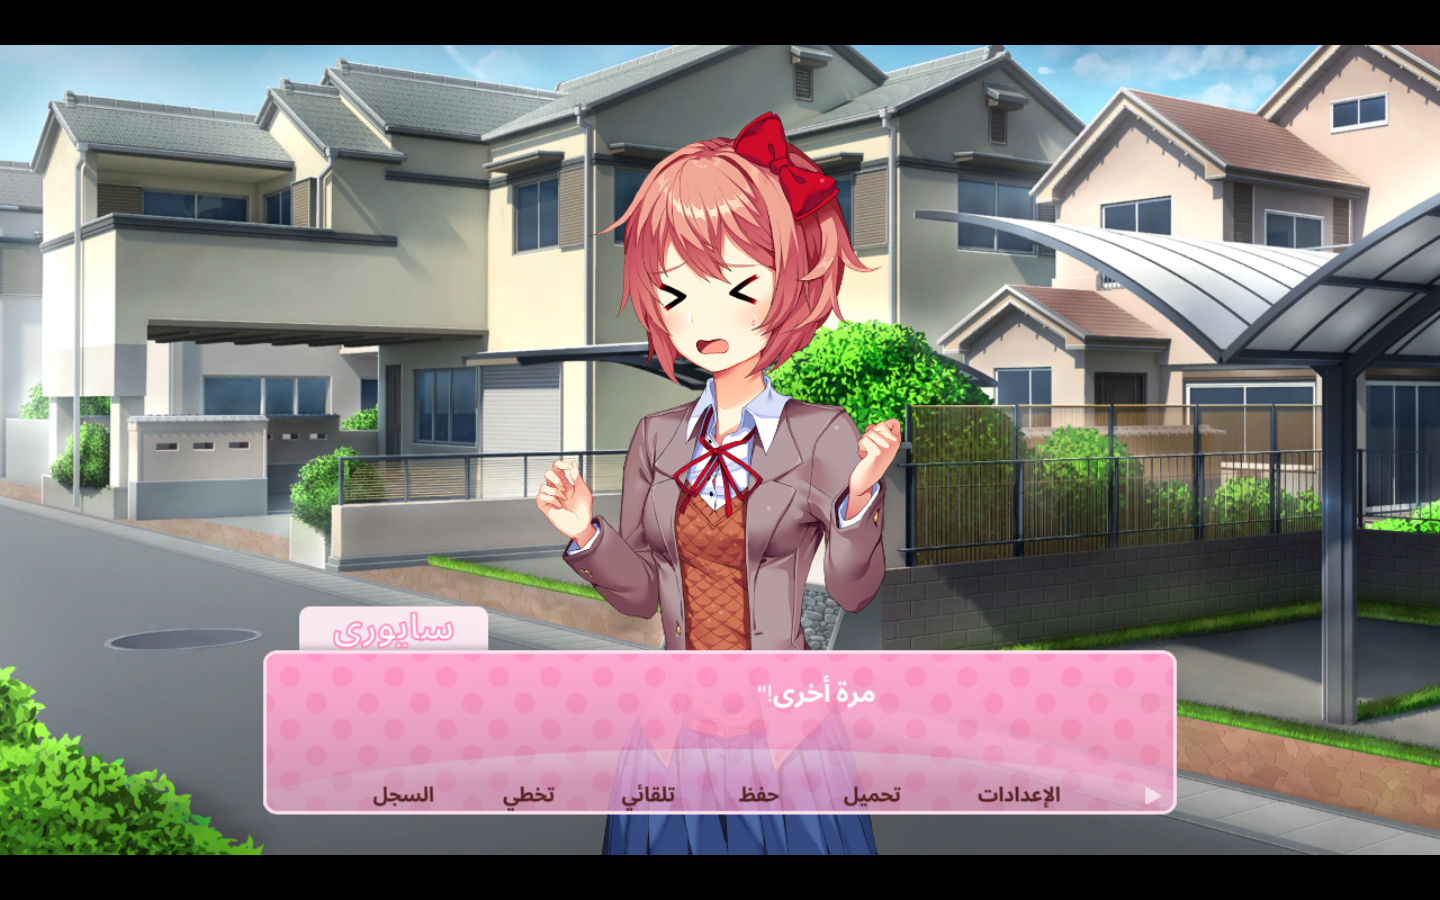 سايوري
مرة أخرى!"
السجل تخطي تلقائي حفظ تحميل الإعدادات